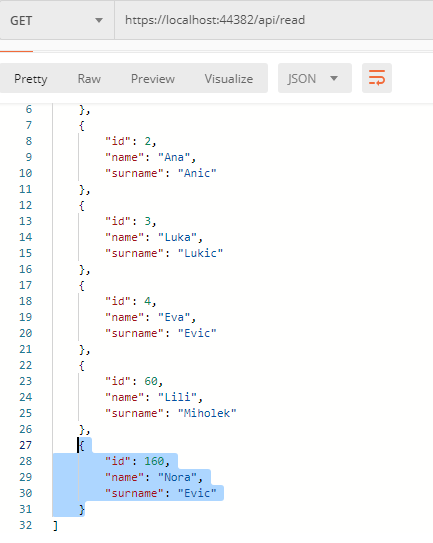 GET https://localhost:44382/api/read
Pretty Raw Preview Visualize JSON
6 },
7 {
8 "id": 2,
9 "name": "Ana",
10 "surname": "Anic"
11 },
12 {
13 "id": 3,
14 "name": "Luka",
15 "surname": "Lukic"
16 },
17 {
18 "id": 4,
19 "name": "Eva",
20 "surname": "Evic"
21 },
22 {
23 "id": 60,
24 "name": "Lili",
25 "surname": "Miholek"
26 },
27 {
28 "id": 160,
29 "name": "Nora",
30 "surname": "Evic"
31 }
32 ]